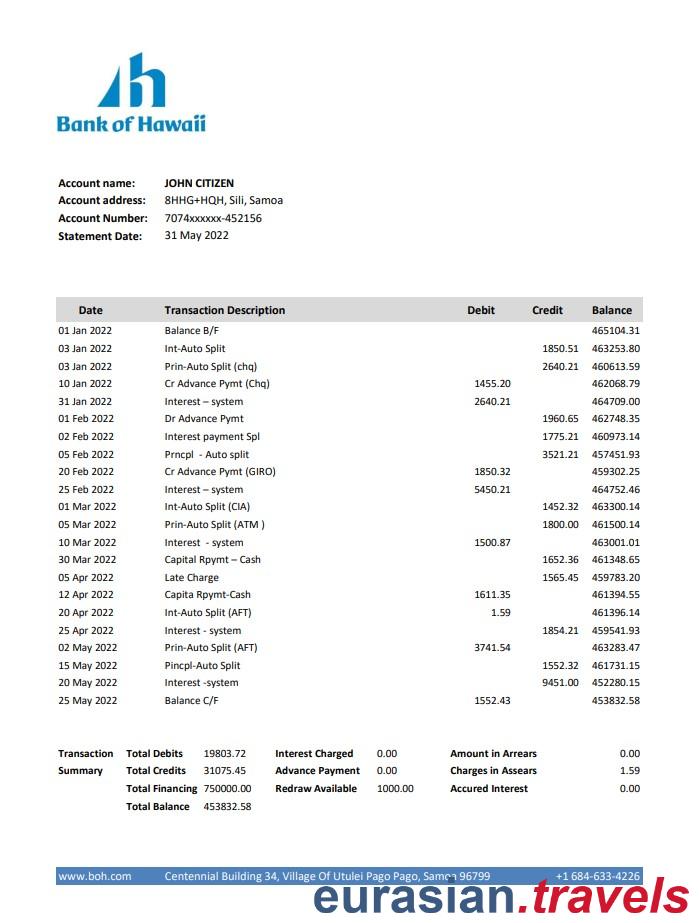 Bank of Hawaii
Account name: JOHN CITIZEN
Account address: 8HHG+HQH, Sili, Samoa
Account Number: 7074xxxxxx-452156
Statement Date: 31 May 2022
Date Transaction Description Debit Credit Balance
01 Jan 2022 Balance B/F 465104.31
03 Jan 2022 Int-Auto Split 1850.51 463253.80
03 Jan 2022 Prin-Auto Split (chq) 2640.21 460613.59
10 Jan 2022 Cr Advance Pymt (Chq) 1455.20 462068.79
31 Jan 2022 Interest – system 2640.21 464709.00
01 Feb 2022 Dr Advance Pymt 1960.65 462748.35
02 Feb 2022 Interest payment Spl 1775.21 460973.14
05 Feb 2022 Prncpl - Auto split 3521.21 457451.93
20 Feb 2022 Cr Advance Pymt (GIRO) 1850.32 459302.25
25 Feb 2022 Interest – system 5450.21 464752.46
01 Mar 2022 Int-Auto Split (CIA) 1452.32 463300.14
05 Mar 2022 Prin-Auto Split (ATM ) 1800.00 461500.14
10 Mar 2022 Interest - system 1500.87 463001.01
30 Mar 2022 Capital Rpymt – Cash 1652.36 461348.65
05 Apr 2022 Late Charge 1565.45 459783.20
12 Apr 2022 Capita Rpymt-Cash 1611.35 461394.55
20 Apr 2022 Int-Auto Split (AFT) 1.59 461396.14
25 Apr 2022 Interest - system 1854.21 459541.93
02 May 2022 Prin-Auto Split (AFT) 3741.54 463283.47
15 May 2022 Pincpl-Auto Split 1552.32 461731.15
20 May 2022 Interest -system 9451.00 452280.15
25 May 2022 Balance C/F 1552.43 453832.58
Transaction Total Debits 19803.72 Interest Charged 0.00 Amount in Arrears 0.00
Summary Total Credits 31075.45 Advance Payment 0.00 Charges in Assears 1.59
Total Financing 750000.00 Redraw Available 1000.00 Accured Interest 0.00
Total Balance 453832.58
www.boh.com Centennial Building 34, Village Of Utulei Pago Pago, Samoa 96799 +1 684-633-4226
eurasian.travels